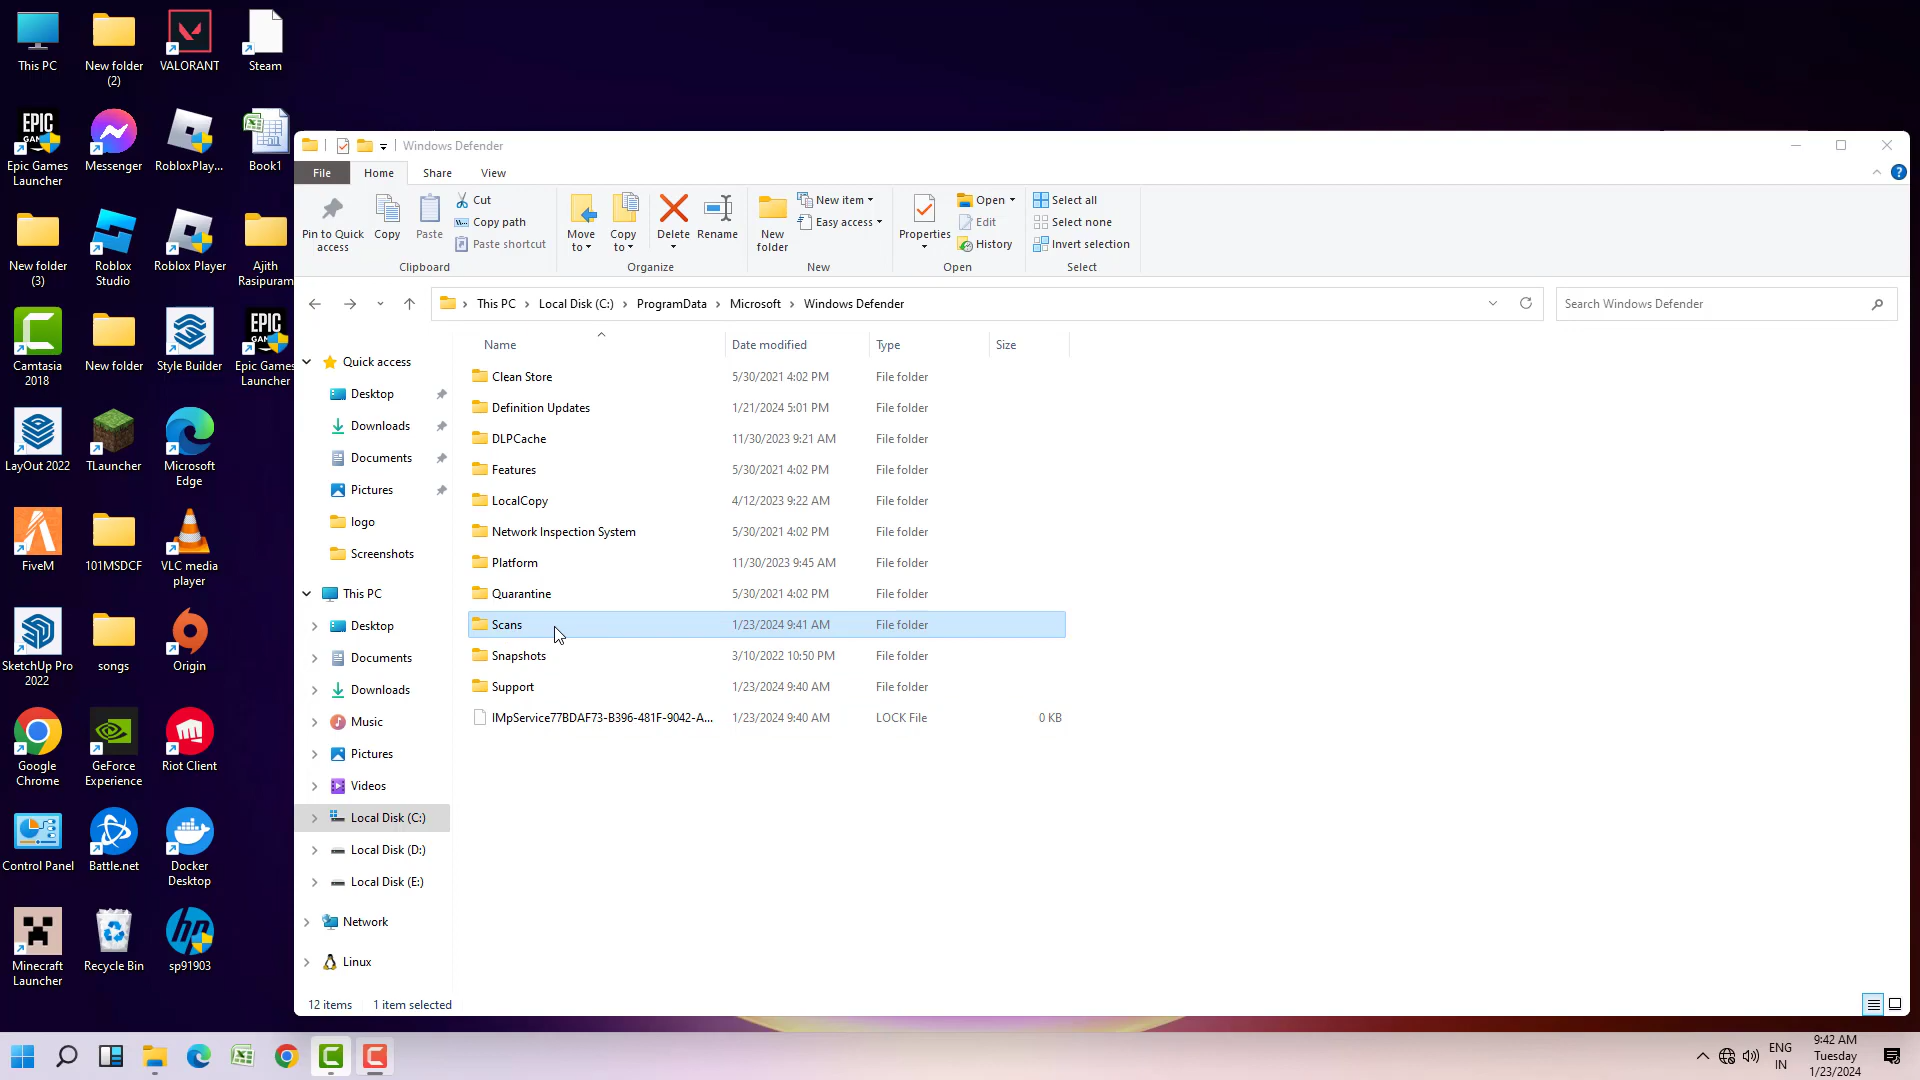 This PC
New folder
(2)
VALORANT
Steam
EPIC
GAMES
Epic Games
Launcher
Messenger
RobloxPlay...
Book1
New folder
(3)
Roblox
Studio
Roblox Player
Ajith
Rasipuram
Camtasia
2018
New folder
Style Builder
EPIC
Epic Games
Launcher
LayOut 2022
TLauncher
Microsoft
Edge
FiveM
101MSDCF
VLC media
player
SketchUp Pro
2022
songs
Origin
Google
Chrome
GeForce
Experience
Riot Client
Control Panel
Battle.net
Docker
Desktop
Minecraft
Launcher
Recycle Bin
hp
sp91903
Windows Defender
File
Home
Share
View
Pin to Quick
access
Copy
Paste
Cut
Copy path
Paste shortcut
Clipboard
Move
to
Copy
to
Delete
Rename
Organize
New
folder
New item
Easy access
New
Properties
Open
Edit
History
Open
Select all
Select none
Invert selection
Select
This PC > Local Disk (C:) > ProgramData > Microsoft > Windows Defender
Search Windows Defender
Quick access
Desktop
Downloads
Documents
Pictures
logo
Screenshots
This PC
Desktop
Documents
Downloads
Music
Pictures
Videos
Local Disk (C:)
Local Disk (D:)
Local Disk (E:)
Network
Linux
Name Date modified Type Size
Clean Store 5/30/2021 4:02 PM File folder
Definition Updates 1/21/2024 5:01 PM File folder
DLPCache 11/30/2023 9:21 AM File folder
Features 5/30/2021 4:02 PM File folder
LocalCopy 4/12/2023 9:22 AM File folder
Network Inspection System 5/30/2021 4:02 PM File folder
Platform 11/30/2023 9:45 AM File folder
Quarantine 5/30/2021 4:02 PM File folder
Scans 1/23/2024 9:41 AM File folder
Snapshots 3/10/2022 10:50 PM File folder
Support 1/23/2024 9:40 AM File folder
IMpService77BDAF73-B396-481F-9042-A... 1/23/2024 9:40 AM LOCK File 0 KB
12 items 1 item selected
ENG
IN
9:42 AM
Tuesday
1/23/2024